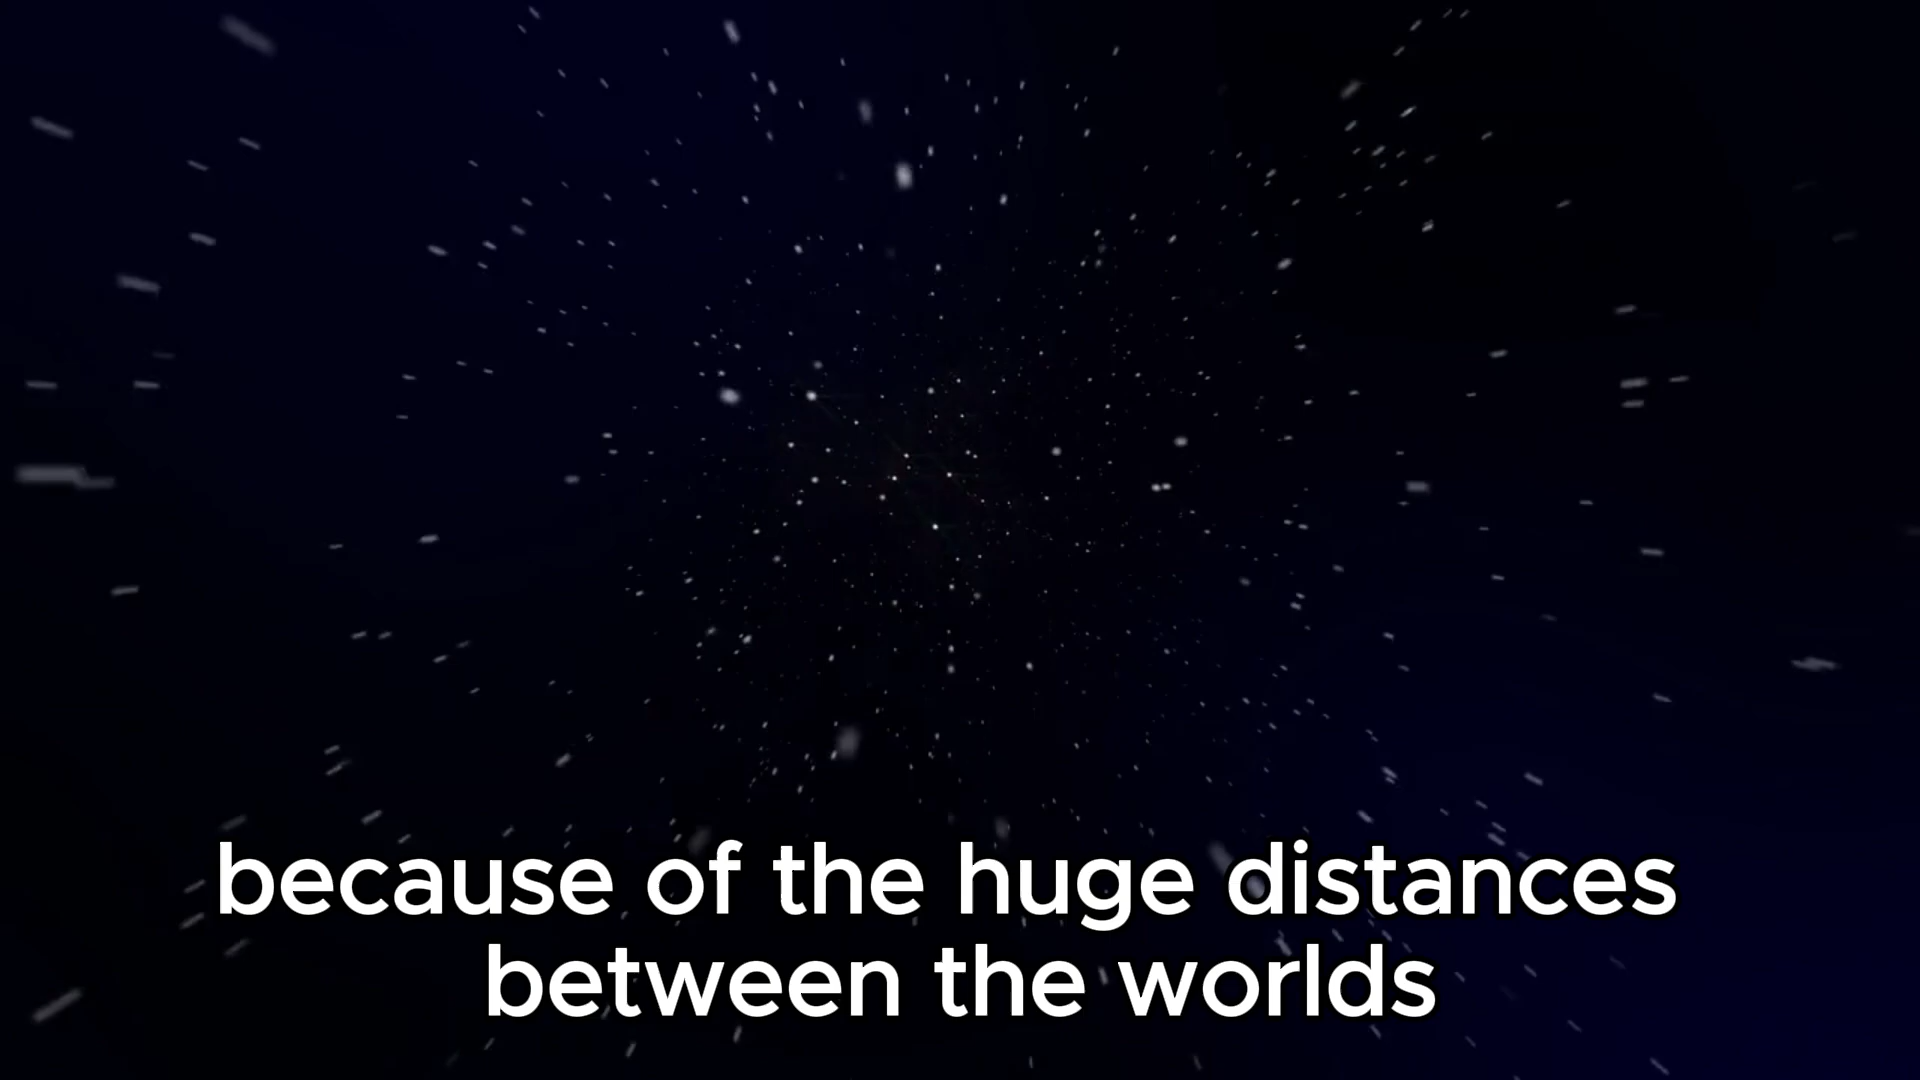 because of the huge distances
between the worlds